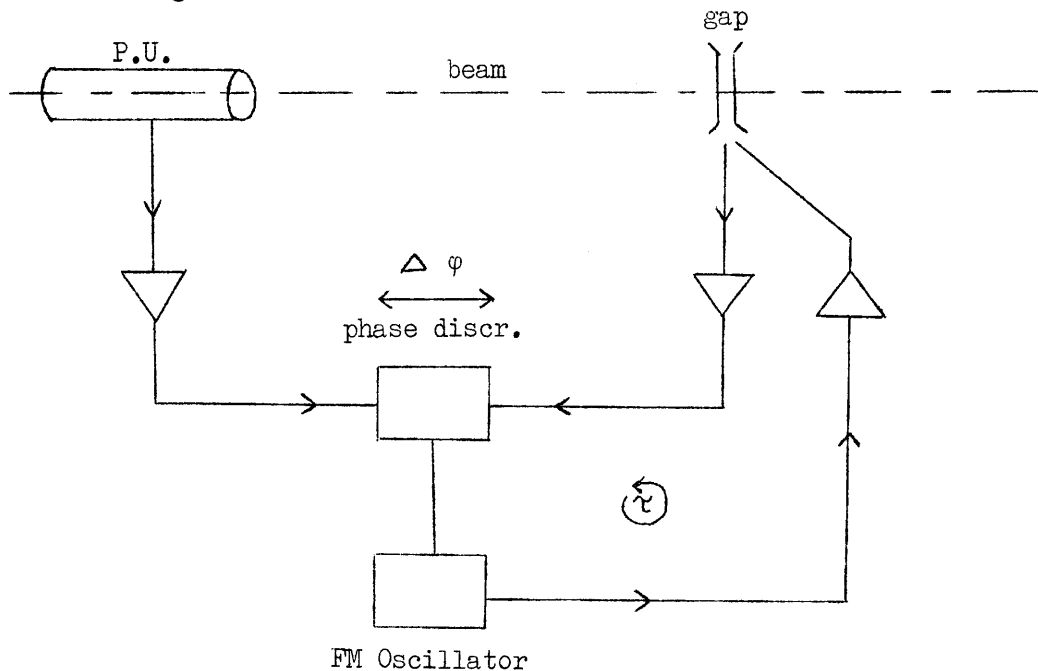 gap
P.U.
beam
Δ φ
phase discr.
τ
FM Oscillator